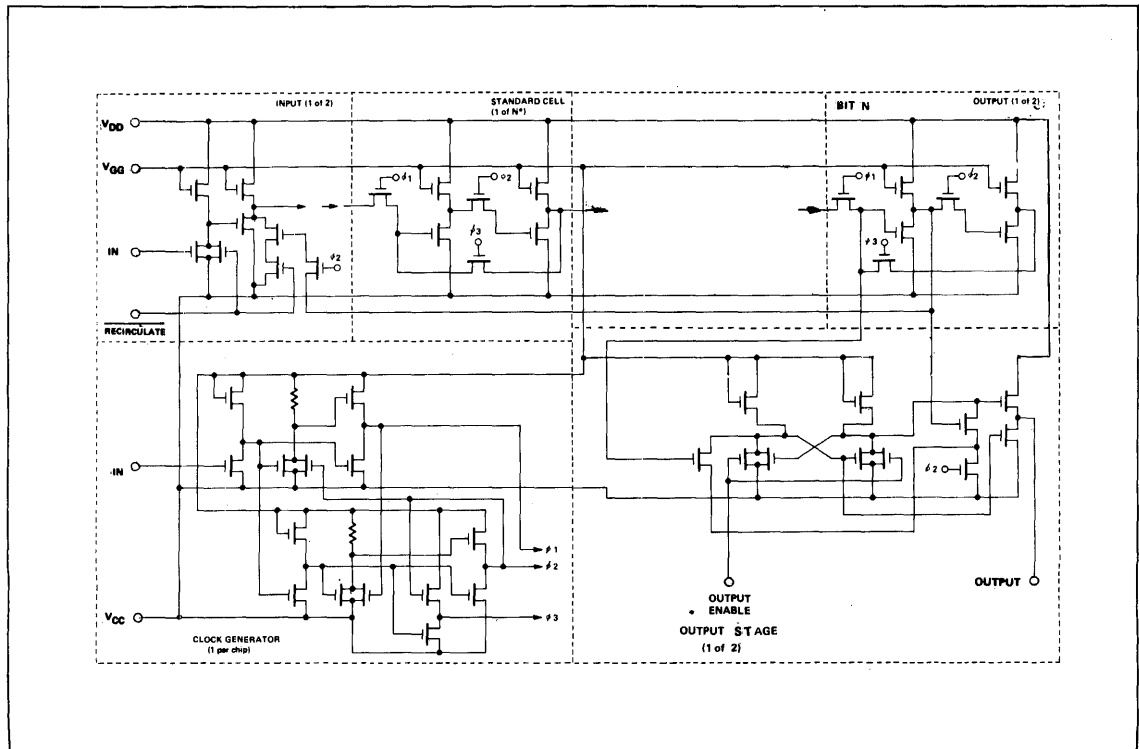 INPUT (1 of 2)
STANDARD CELL
(1 of N*)
BIT N
OUTPUT (1 of 2)
VDD
VGG
IN
RECIRCULATE
ϕ2
ϕ1
o2
ϕ3
ϕ1
ϕ2
ϕ3
IN
VCC
CLOCK GENERATOR
(1 per chip)
ϕ1
ϕ2
ϕ3
ϕ2
OUTPUT
ENABLE
OUTPUT
OUTPUT STAGE
(1 of 2)